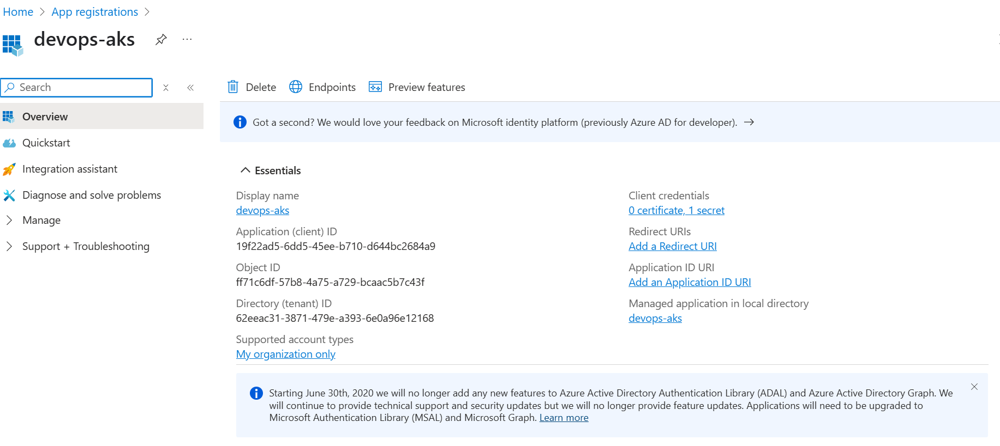 Home > App registrations >
devops-aks
Search
Overview
Quickstart
Integration assistant
Diagnose and solve problems
Manage
Support + Troubleshooting
Delete Endpoints Preview features
Got a second? We would love your feedback on Microsoft identity platform (previously Azure AD for developer). →
Essentials
Display name
devops-aks
Application (client) ID
19f22ad5-6dd5-45ee-b710-d644bc2684a9
Object ID
ff71c6df-57b8-4a75-a729-bcaac5b7c43f
Directory (tenant) ID
62eeac31-3871-479e-a393-6e0a96e12168
Supported account types
My organization only
Client credentials
0 certificate, 1 secret
Redirect URIs
Add a Redirect URI
Application ID URI
Add an Application ID URI
Managed application in local directory
devops-aks
Starting June 30th, 2020 we will no longer add any new features to Azure Active Directory Authentication Library (ADAL) and Azure Active Directory Graph. We
will continue to provide technical support and security updates but we will no longer provide feature updates. Applications will need to be upgraded to
Microsoft Authentication Library (MSAL) and Microsoft Graph. Learn more